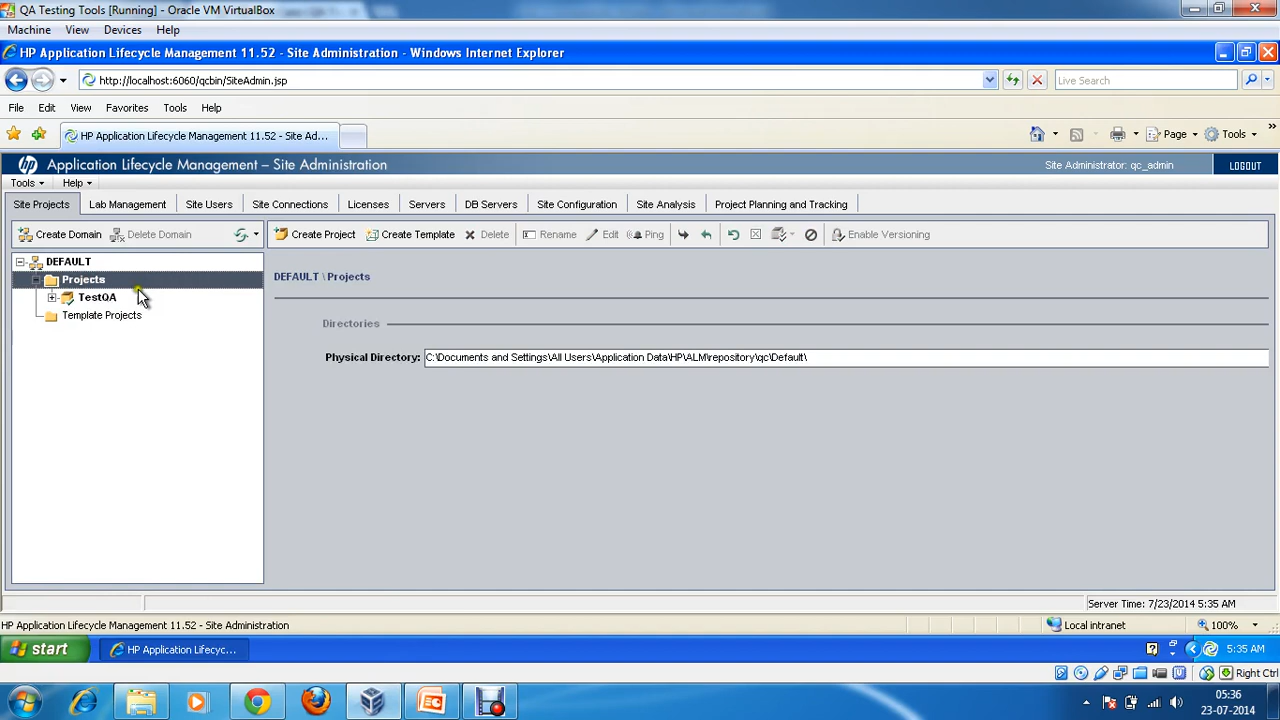 QA Testing Tools [Running] - Oracle VM VirtualBox
Machine View Devices Help
HP Application Lifecycle Management 11.52 - Site Administration - Windows Internet Explorer
http://localhost:6060/qcbin/SiteAdmin.jsp
Live Search
File Edit View Favorites Tools Help
HP Application Lifecycle Management 11.52 - Site Ad...
Page Tools
hp Application Lifecycle Management – Site Administration
Site Administrator: qc_admin LOGOUT
Tools Help
Site Projects Lab Management Site Users Site Connections Licenses Servers DB Servers Site Configuration Site Analysis Project Planning and Tracking
Create Domain Delete Domain Create Project Create Template Delete Rename Edit Ping Enable Versioning
DEFAULT
Projects
TestQA
Template Projects
DEFAULT \ Projects
Directories
Physical Directory: C:\Documents and Settings\All Users\Application Data\HP\ALM\repository\qc\Default\
Server Time: 7/23/2014 5:35 AM
HP Application Lifecycle Management 11.52 - Site Administration
Local intranet 100%
start HP Application Lifecyc... 5:35 AM
Right Ctrl
05:36
23-07-2014